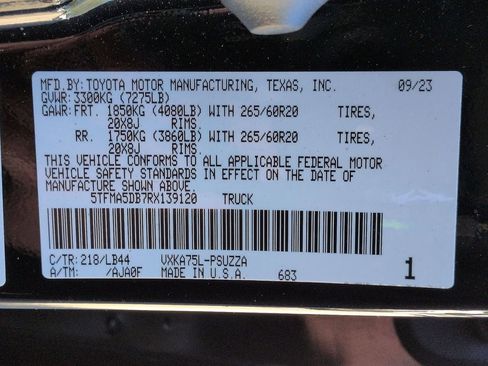 MFD.BY:TOYOTA MOTOR MANUFACTURING, TEXAS, INC. 09/23
GVWR:3300KG (7275LB)
GAWR:FRT. 1850KG (4080LB) WITH 265/60R20 TIRES,
20X8J RIMS.
RR. 1750KG (3860LB) WITH 265/60R20 TIRES,
20X8J RIMS.
THIS VEHICLE CONFORMS TO ALL APPLICABLE FEDERAL MOTOR
VEHICLE SAFETY STANDARDS IN EFFECT ON THE DATE OF
MANUFACTURE SHOWN ABOVE.
5TFMA5DB7RX139120 TRUCK
C/TR:218/LB44 VXKA75L-PSUZZA
A/TM: /AJA0F MADE IN U.S.A. 683 1